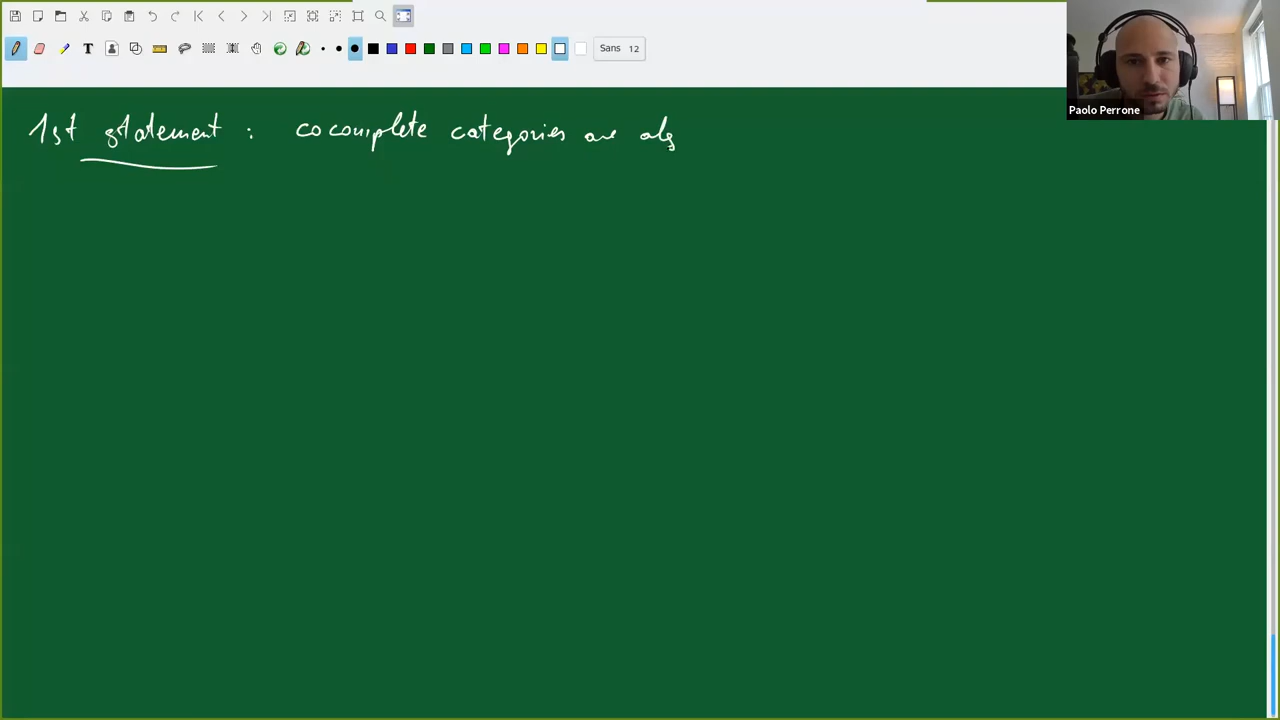 Sans 12
Paolo Perrone
1st statement : cocomplete categories are alg